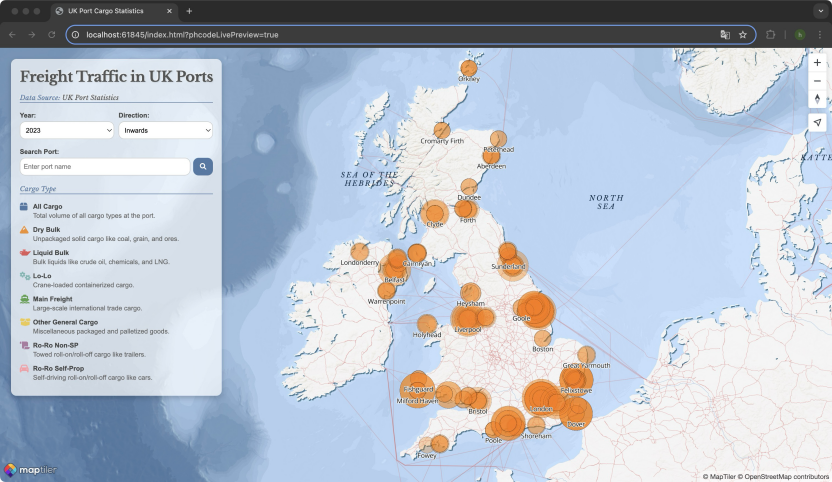 UK Port Cargo Statistics
localhost:61845/index.html?phcodeLivePreview=true
k
Freight Traffic in UK Ports
Data Source: UK Port Statistics
Year:
Direction:
2023
Inwards
Search Port:
Enter port name
Cargo Type
All Cargo
Total volume of all cargo types at the port.
Dry Bulk
Unpackaged solid cargo like coal, grain, and ores.
Liquid Bulk
Bulk liquids like crude oil, chemicals, and LNG.
Lo-Lo
Crane-loaded containerized cargo.
Main Freight
Large-scale international trade cargo.
Other General Cargo
Miscellaneous packaged and palletized goods.
Ro-Ro Non-SP
Towed roll-on/roll-off cargo like trailers.
Ro-Ro Self-Prop
Self-driving roll-on/roll-off cargo like cars.
Orkney
Cromarty Firth
Peterhead
Aberdeen
SEA OF THE
HEBRIDES
KATTE
Dundee
NORTH
SEA
Clyde
Forth
Londonderry
Cairnryan
Sunderland
Belfast
Warrenpoint
Heysham
Goole
Liverpool
Holyhead
Boston
Great Yarmouth
Fishguard
Felixstowe
Milford Haven
London
Bristol
Dover
Poole
Shoreham
Fowey
maptiler
© MapTiler © OpenStreetMap contributors